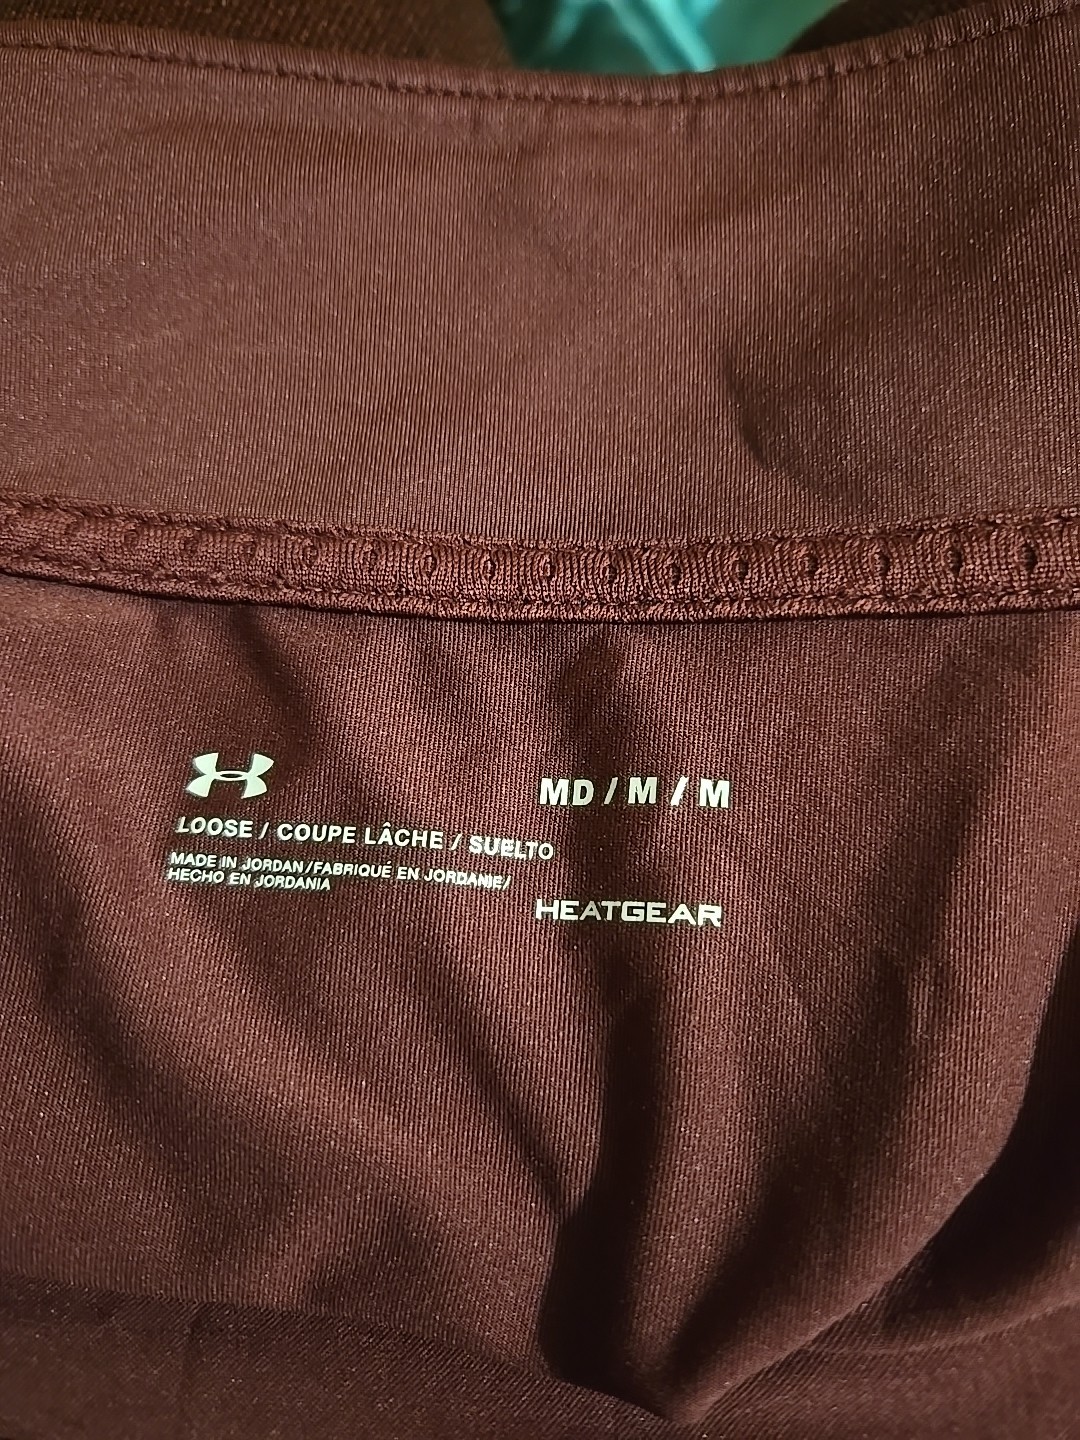 MD / M / M
LOOSE / COUPE LÂCHE / SUELTO
MADE IN JORDAN/FABRIQUÉ EN JORDANIE/
HECHO EN JORDANIA
HEATGEAR